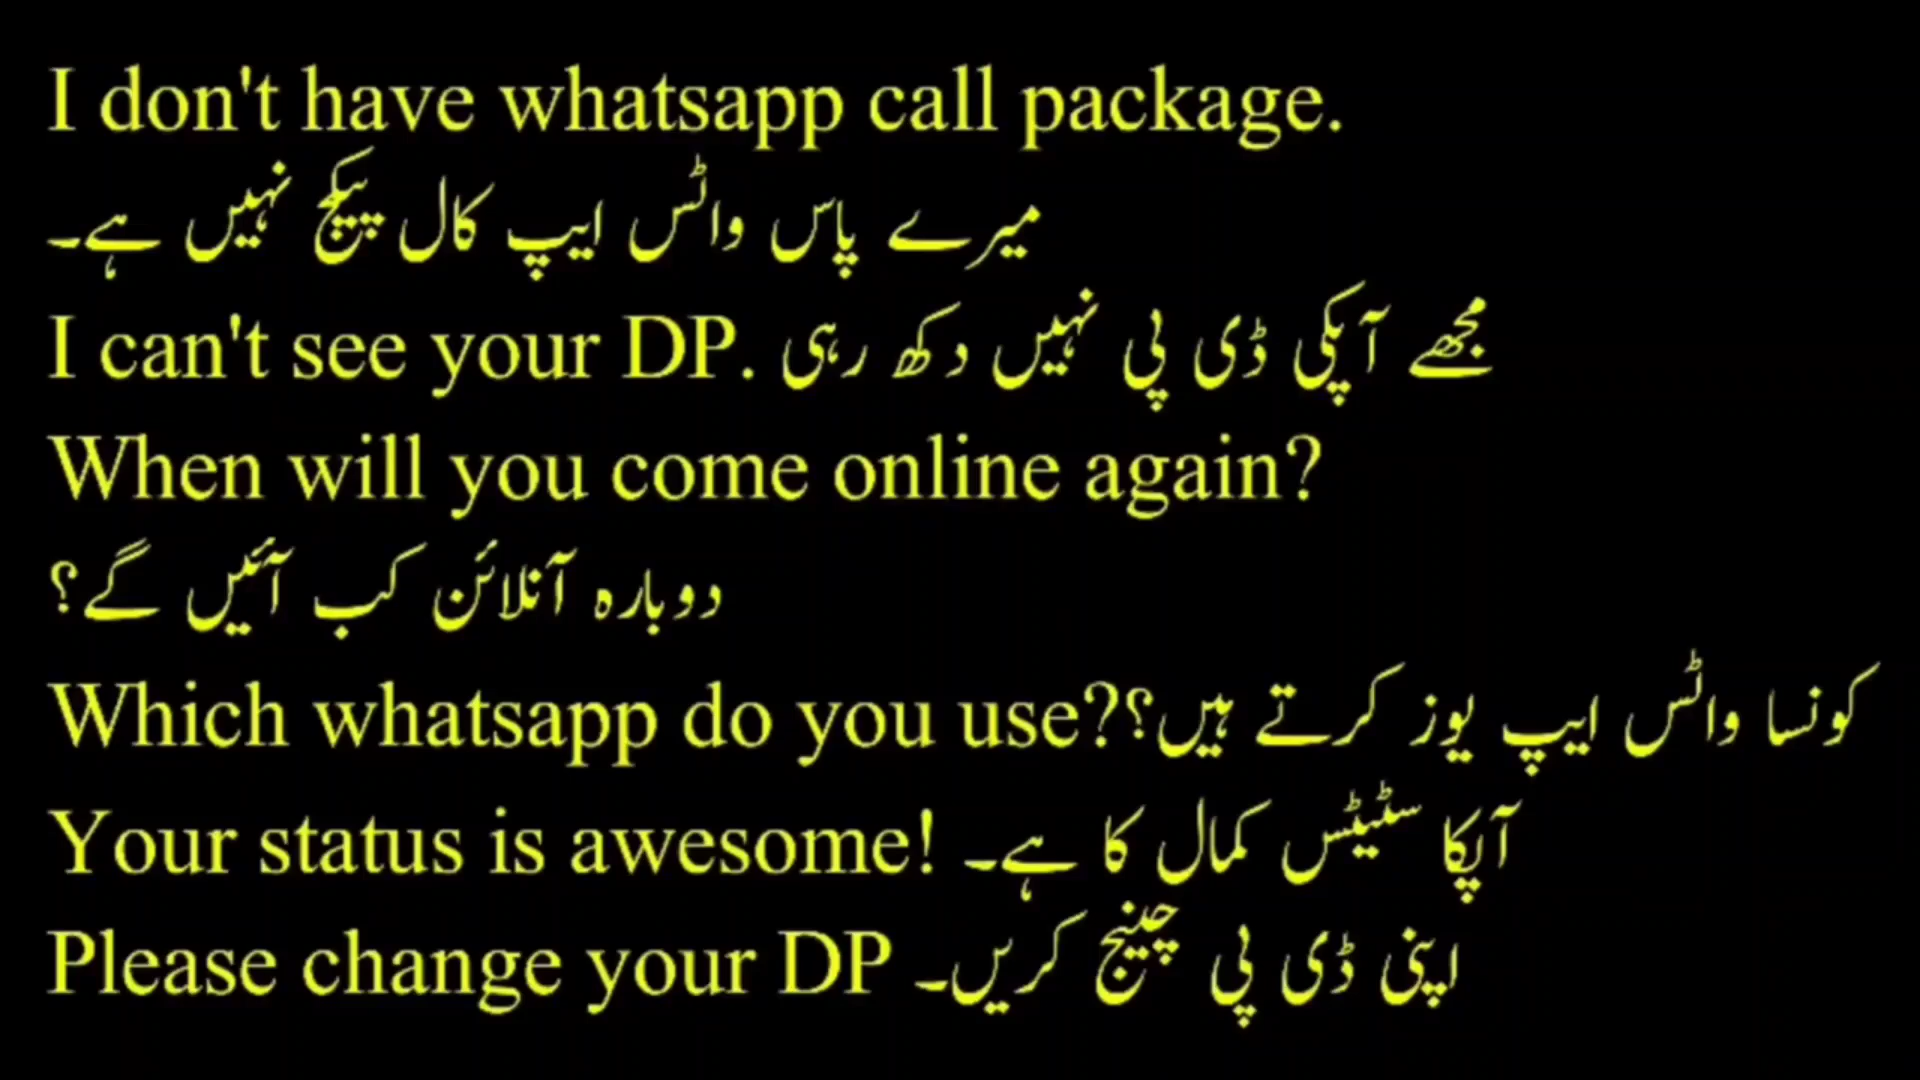 I don't have whatsapp call package.
میرے پاس واٹس ایپ کال پیکج نہیں ہے۔
I can't see your DP. مجھے آپکی ڈی پی نہیں دکھ رہی
When will you come online again?
دوبارہ آنلائن کب آئیں گے؟
Which whatsapp do you use? کونسا واٹس ایپ یوز کرتے ہیں؟
Your status is awesome! آپکا سٹیٹس کمال کا ہے۔
Please change your DP اپنی ڈی پی چینج کریں۔